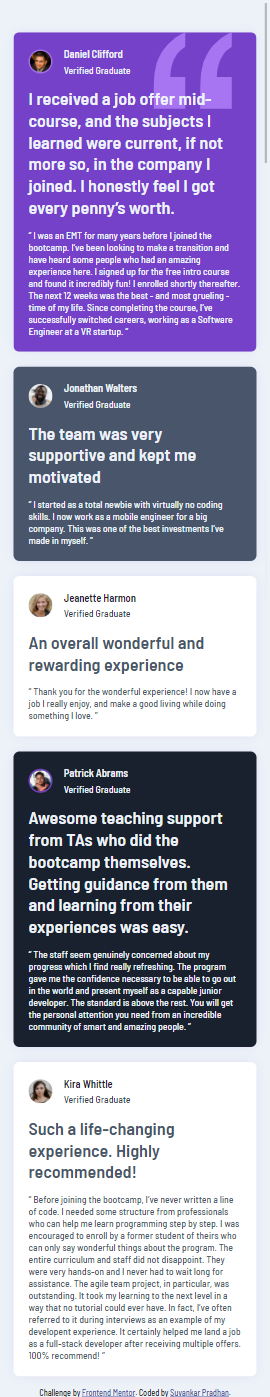 Daniel Clifford
Verified Graduate
I received a job offer mid-
course, and the subjects I
learned were current, if not
more so, in the company I
joined. I honestly feel I got
every penny’s worth.
“ I was an EMT for many years before I joined the
bootcamp. I’ve been looking to make a transition and
have heard some people who had an amazing
experience here. I signed up for the free intro course
and found it incredibly fun! I enrolled shortly thereafter.
The next 12 weeks was the best - and most grueling -
time of my life. Since completing the course, I’ve
successfully switched careers, working as a Software
Engineer at a VR startup. ”
Jonathan Walters
Verified Graduate
The team was very
supportive and kept me
motivated
“ I started as a total newbie with virtually no coding
skills. I now work as a mobile engineer for a big
company. This was one of the best investments I’ve
made in myself. ”
Jeanette Harmon
Verified Graduate
An overall wonderful and
rewarding experience
“ Thank you for the wonderful experience! I now have a
job I really enjoy, and make a good living while doing
something I love. ”
Patrick Abrams
Verified Graduate
Awesome teaching support
from TAs who did the
bootcamp themselves.
Getting guidance from them
and learning from their
experiences was easy.
“ The staff seem genuinely concerned about my
progress which I find really refreshing. The program
gave me the confidence necessary to be able to go out
in the world and present myself as a capable junior
developer. The standard is above the rest. You will get
the personal attention you need from an incredible
community of smart and amazing people. ”
Kira Whittle
Verified Graduate
Such a life-changing
experience. Highly
recommended!
“ Before joining the bootcamp, I’ve never written a line
of code. I needed some structure from professionals
who can help me learn programming step by step. I was
encouraged to enroll by a former student of theirs who
can only say wonderful things about the program. The
entire curriculum and staff did not disappoint. They
were very hands-on and I never had to wait long for
assistance. The agile team project, in particular, was
outstanding. It took my learning to the next level in a
way that no tutorial could ever have. In fact, I’ve often
referred to it during interviews as an example of my
developent experience. It certainly helped me land a job
as a full-stack developer after receiving multiple offers.
100% recommend! ”
Challenge by Frontend Mentor. Coded by Suvankar Pradhan.